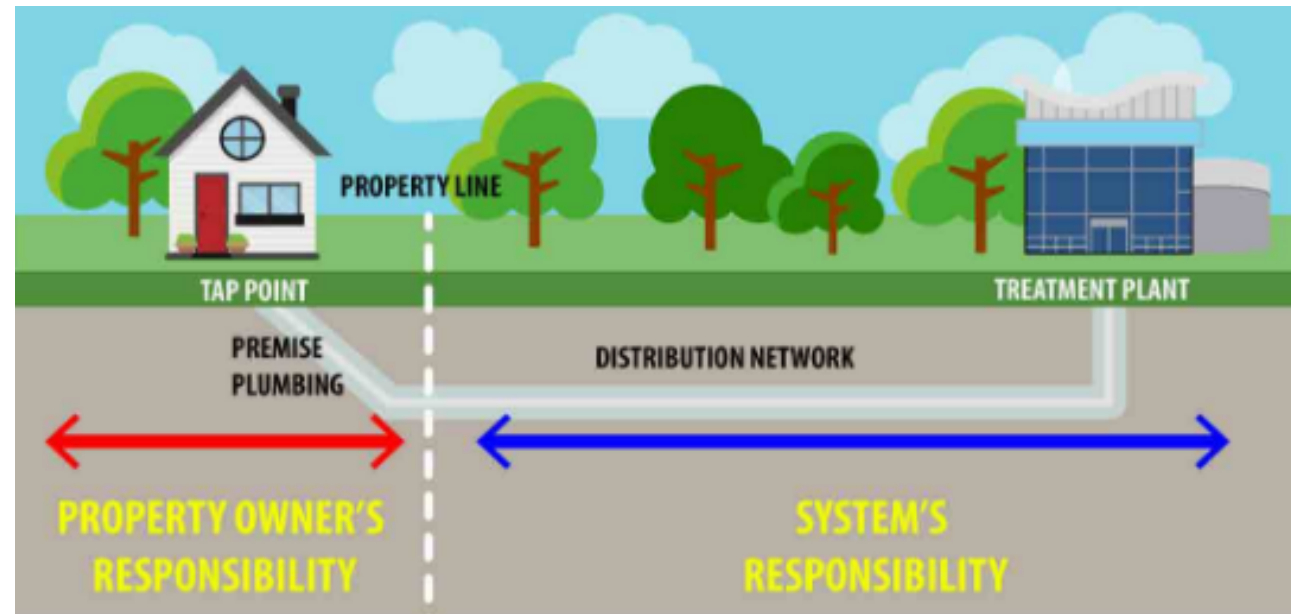 PROPERTY LINE
TAP POINT
TREATMENT PLANT
PREMISE
PLUMBING
DISTRIBUTION NETWORK
PROPERTY OWNER'S
RESPONSIBILITY
SYSTEM'S
RESPONSIBILITY